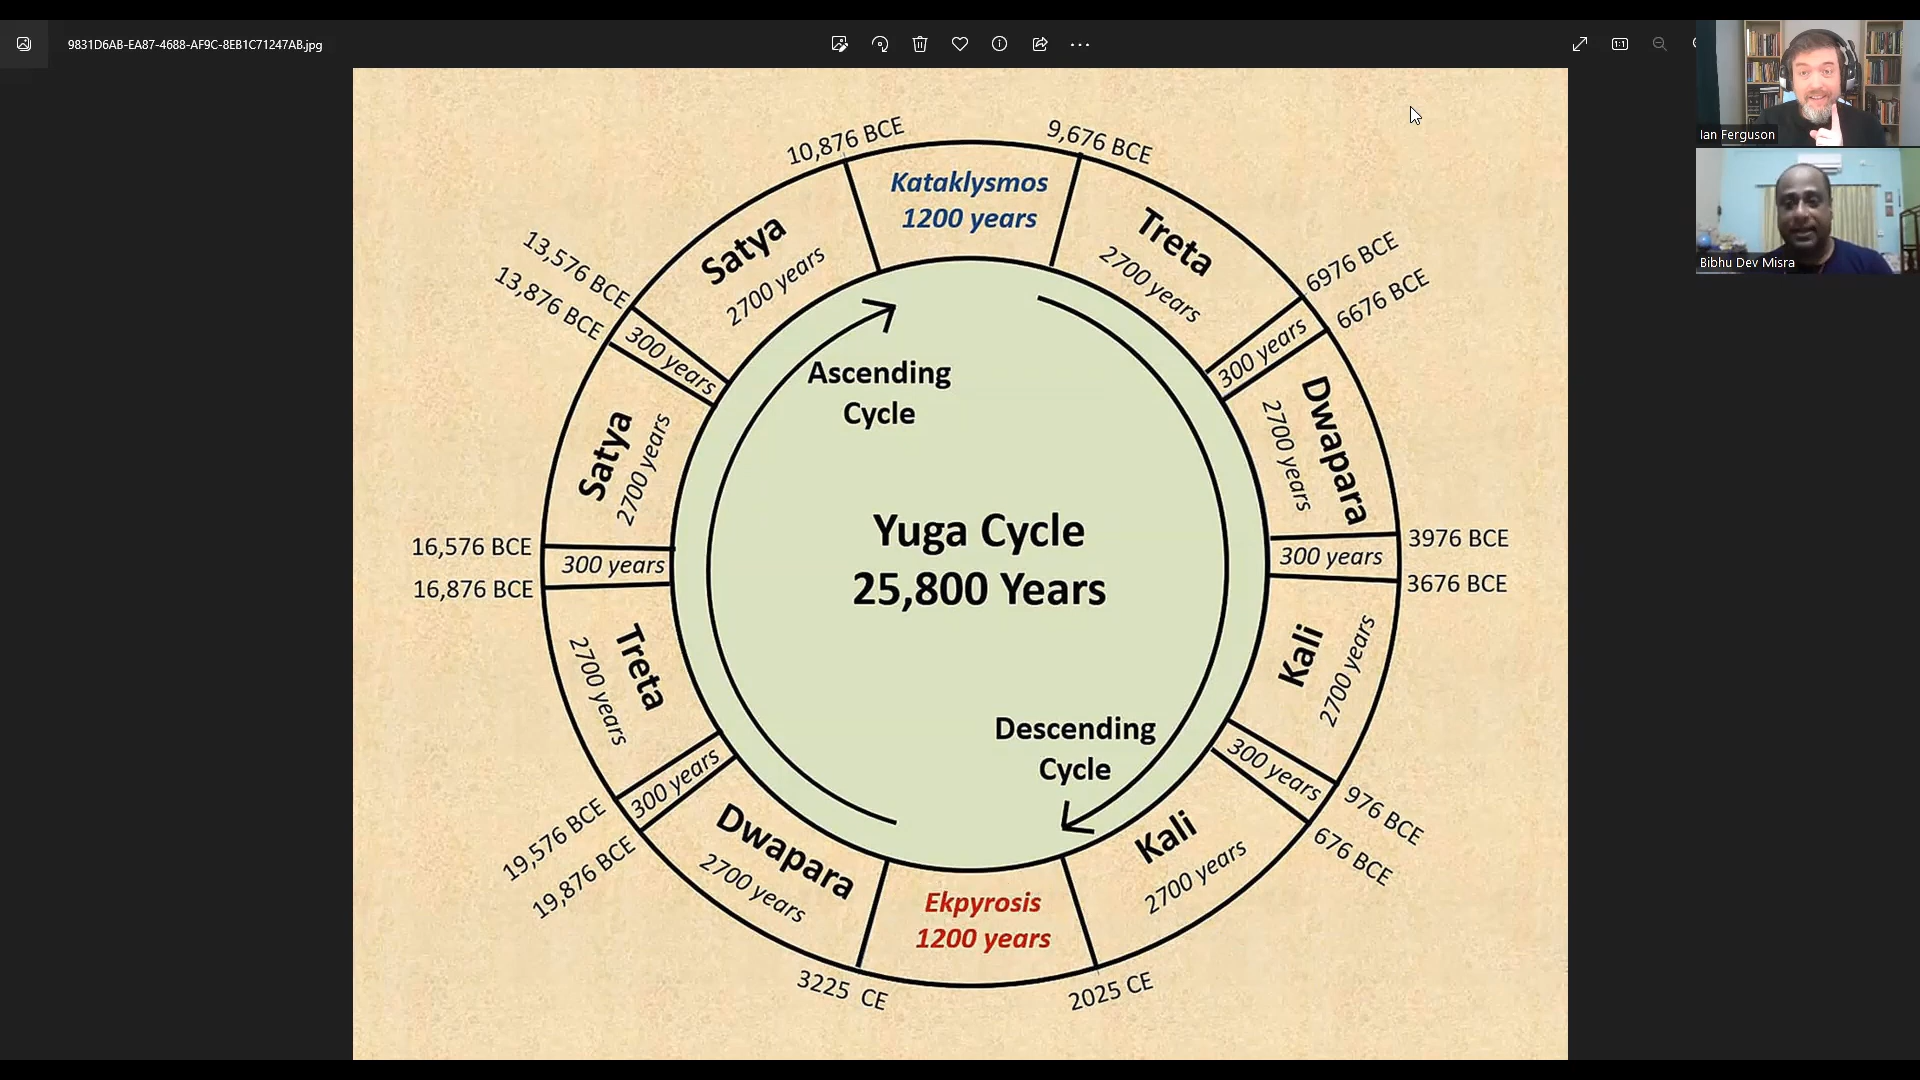 9831D6AB-EA87-4688-AF9C-8EB1C71247AB.jpg
Ian Ferguson
Bibhu Dev Misra
10,876 BCE
9,676 BCE
Kataklysmos
1200 years
Treta
2700 years
6976 BCE
6676 BCE
300 years
Dwapara
2700 years
3976 BCE
300 years
3676 BCE
Kali
2700 years
300 years
976 BCE
676 BCE
Kali
2700 years
2025 CE
Ekpyrosis
1200 years
3225 CE
Dwapara
2700 years
19,876 BCE
19,576 BCE
300 years
Treta
2700 years
16,876 BCE
300 years
16,576 BCE
Satya
2700 years
13,876 BCE
13,576 BCE
300 years
Satya
2700 years
Ascending
Cycle
Yuga Cycle
25,800 Years
Descending
Cycle